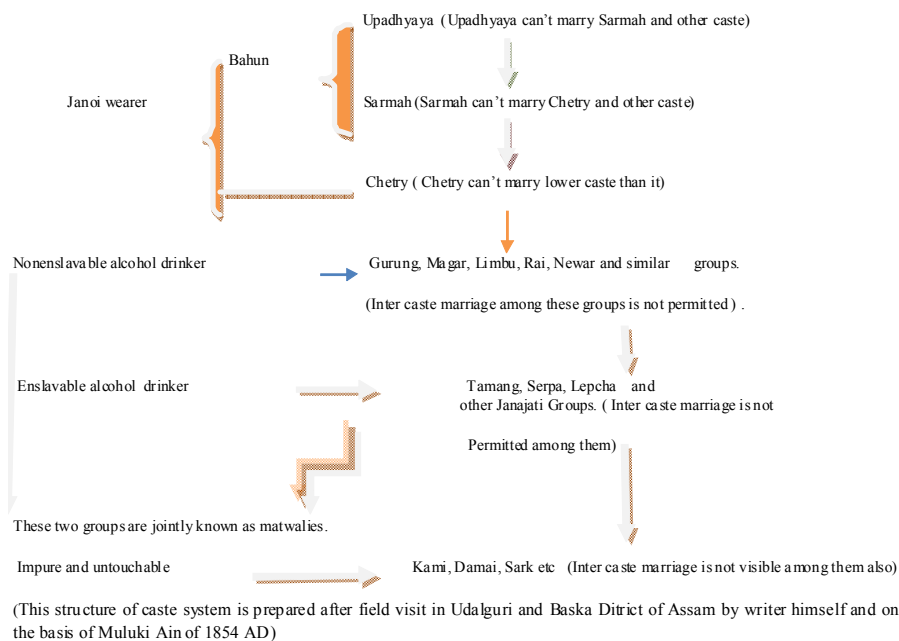 Upadhyaya (Upadhyaya can't marry Sarmah and other caste)
Bahun
Janoi wearer
Sarmah (Sarmah can't marry Chetry and other caste)
Chetry ( Chetry can't marry lower caste than it)
Nonenslavable alcohol drinker
Gurung, Magar, Limbu, Rai, Newar and similar groups.
(Inter caste marriage among these groups is not permitted ) .
Enslavable alcohol drinker
Tamang, Serpa, Lepcha and
other Janajati Groups. ( Inter caste marriage is not
Permitted among them)
These two groups are jointly known as matwalies.
Impure and untouchable
Kami, Damai, Sark etc (Inter caste marriage is not visible among them also)
(This structure of caste system is prepared after field visit in Udalguri and Baska Ditrict of Assam by writer himself and on
the basis of Muluki Ain of 1854 AD)